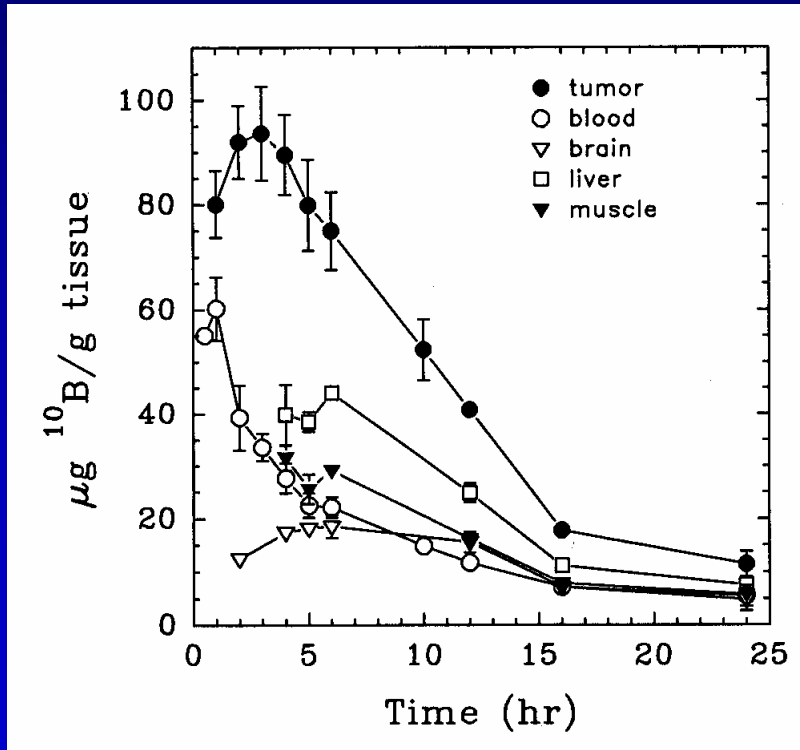 μg ¹⁰B/g tissue
100
80
60
40
20
0
tumor
blood
brain
liver
muscle
0 5 10 15 20 25
Time (hr)